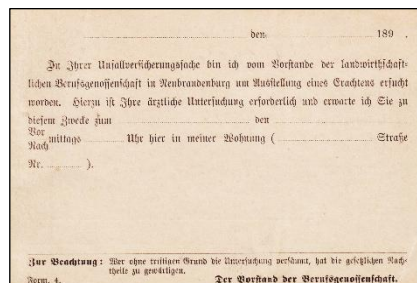 den 189
In Ihrer Unfallversicherungssache bin ich vom Vorstande der landwirthschaft-
lichen Berufsgenossenschaft in Neubrandenburg um Ausstellung eines Erachtens ersucht
worden. Hierzu ist Ihre ärztliche Untersuchung erforderlich und erwarte ich Sie zu
diesem Zwecke zum den
Vor
Nach mittags Uhr hier in meiner Wohnung ( Straße
Nr. ).
Zur Beachtung: Wer ohne triftigen Grund die Untersuchung versäumt, hat die gesetzlichen Nach-
theile zu gewärtigen.
Form. 4. Der Vorstand der Berufsgenossenschaft.